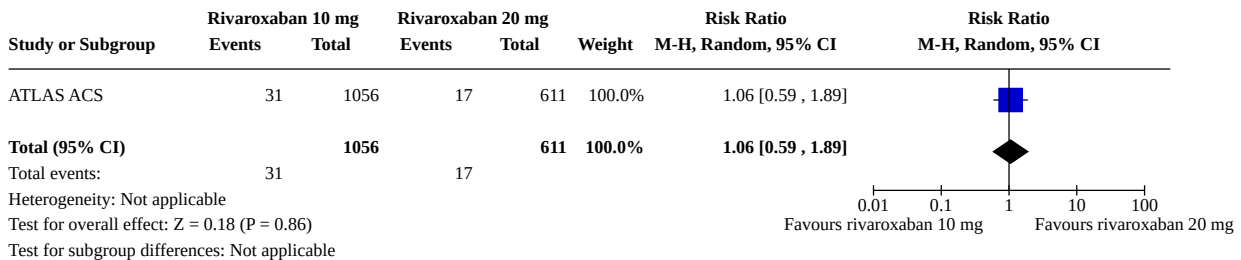 Rivaroxaban 10 mg Rivaroxaban 20 mg Risk Ratio Risk Ratio
Study or Subgroup Events Total Events Total Weight M-H, Random, 95% CI M-H, Random, 95% CI
ATLAS ACS 31 1056 17 611 100.0% 1.06 [0.59 , 1.89]
Total (95% CI) 1056 611 100.0% 1.06 [0.59 , 1.89]
Total events: 31 17
Heterogeneity: Not applicable
0.01 0.1 1 10 100
Test for overall effect: Z = 0.18 (P = 0.86) Favours rivaroxaban 10 mg Favours rivaroxaban 20 mg
Test for subgroup differences: Not applicable